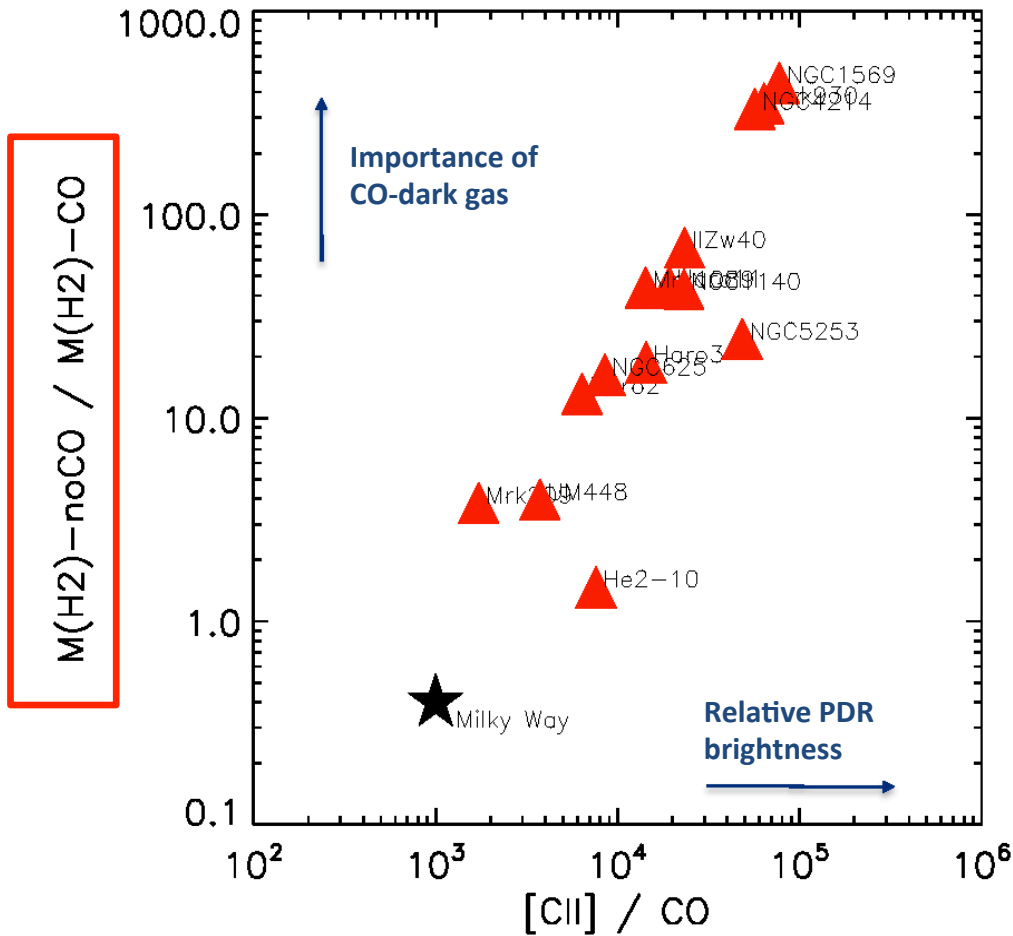 1000.0
100.0
10.0
1.0
0.1
M(H2)−noCO / M(H2)−CO
Importance of
CO-dark gas
NGC1569
NGC4214
IIZw40
NGC1140
NGC5253
Haro3
NGC625
UM448
He2−10
Milky Way
Relative PDR
brightness
10²
10³
10⁴
10⁵
10⁶
[CII] / CO